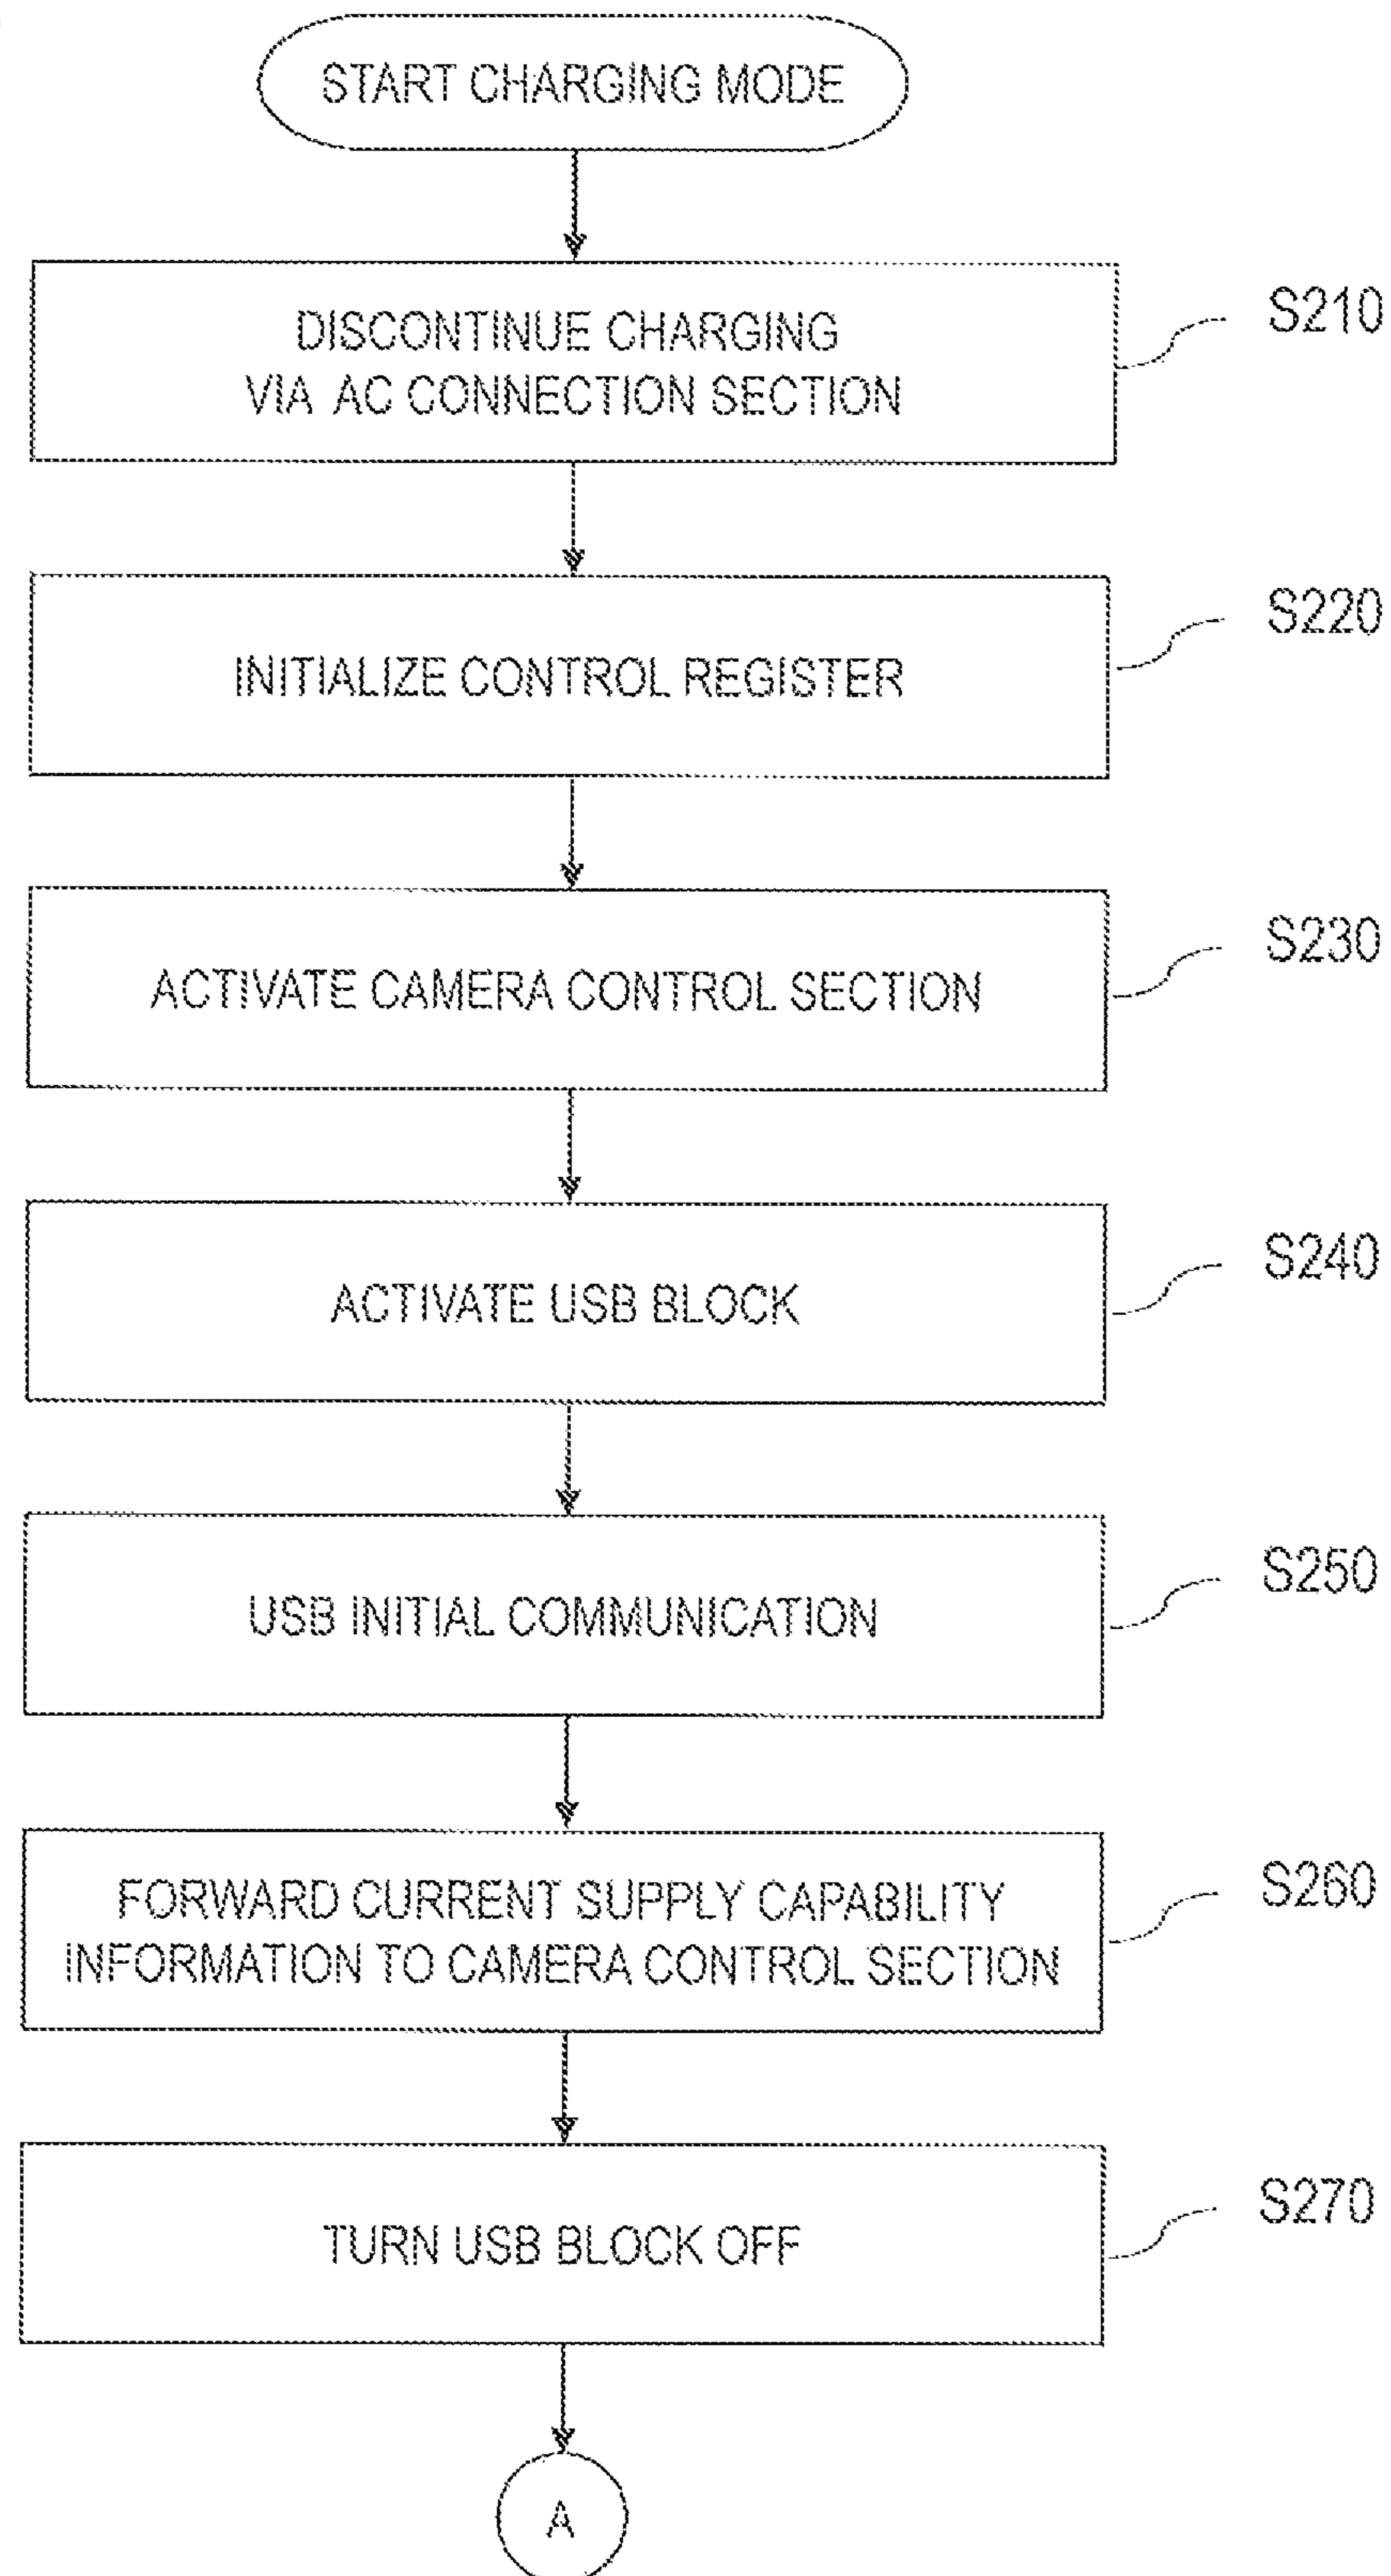 START CHARGING MODE
DISCONTINUE CHARGING
VIA AC CONNECTION SECTION
S210
INITIALIZE CONTROL REGISTER
S220
ACTIVATE CAMERA CONTROL SECTION
S230
ACTIVATE USB BLOCK
S240
USB INITIAL COMMUNICATION
S250
FORWARD CURRENT SUPPLY CAPABILITY
INFORMATION TO CAMERA CONTROL SECTION
S260
TURN USB BLOCK OFF
S270
A